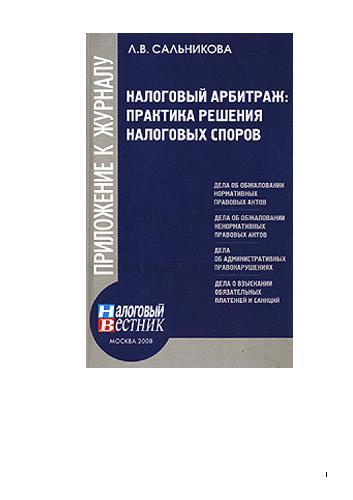 Л.В. САЛЬНИКОВА
НАЛОГОВЫЙ АРБИТРАЖ:
ПРАКТИКА РЕШЕНИЯ
НАЛОГОВЫХ СПОРОВ
ПРИЛОЖЕНИЕ К ЖУРНАЛУ
ДЕЛА ОБ ОБЖАЛОВАНИИ
НОРМАТИВНЫХ
ПРАВОВЫХ АКТОВ
ДЕЛА ОБ ОБЖАЛОВАНИИ
НЕНОРМАТИВНЫХ
ПРАВОВЫХ АКТОВ
ДЕЛА
ОБ АДМИНИСТРАТИВНЫХ
ПРАВОНАРУШЕНИЯХ
ДЕЛА О ВЗЫСКАНИИ
ОБЯЗАТЕЛЬНЫХ
ПЛАТЕЖЕЙ И САНКЦИЙ
НАЛОГОВЫЙ
ВЕСТНИК
МОСКВА 2008